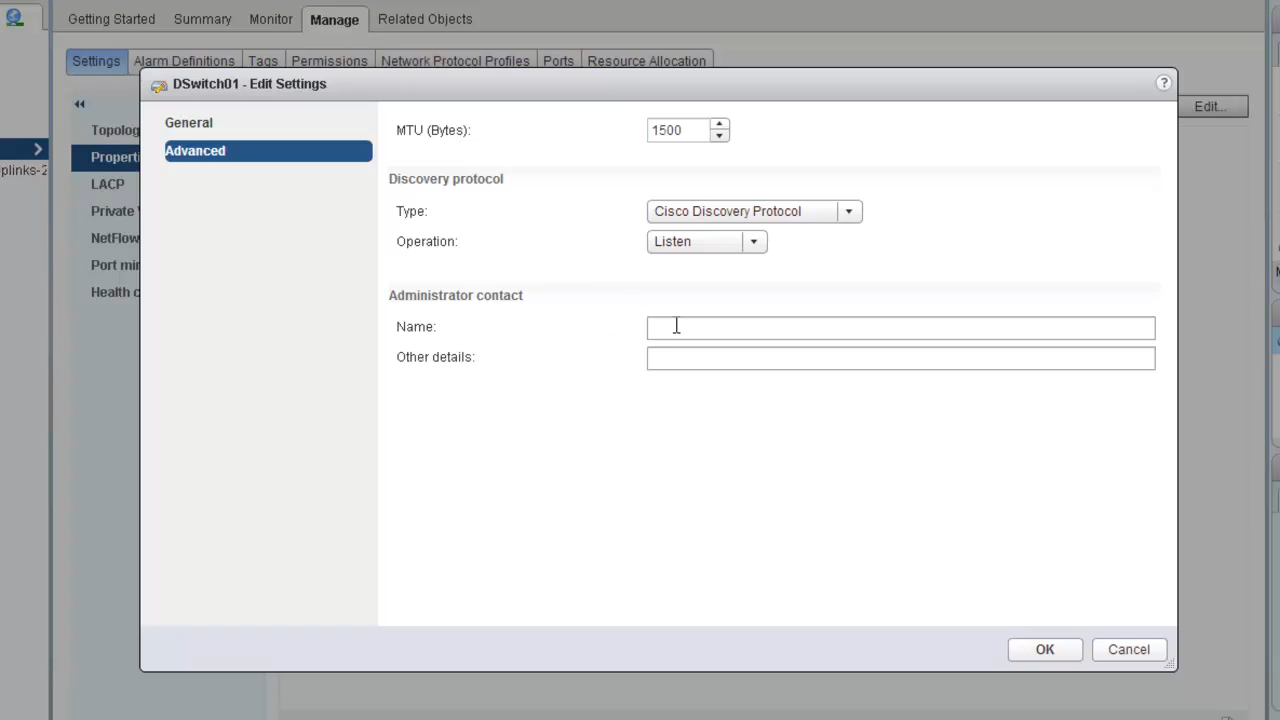 Getting Started Summary Monitor Manage Related Objects
Settings Alarm Definitions Tags Permissions Network Protocol Profiles Ports Resource Allocation
DSwitch01 - Edit Settings ?
Edit...
General
Advanced
MTU (Bytes): 1500
Discovery protocol
Type: Cisco Discovery Protocol
Operation: Listen
Administrator contact
Name:
Other details:
OK Cancel
Topolog
Properti
LACP
Private V
NetFlow
Port mir
Health c
plinks-2